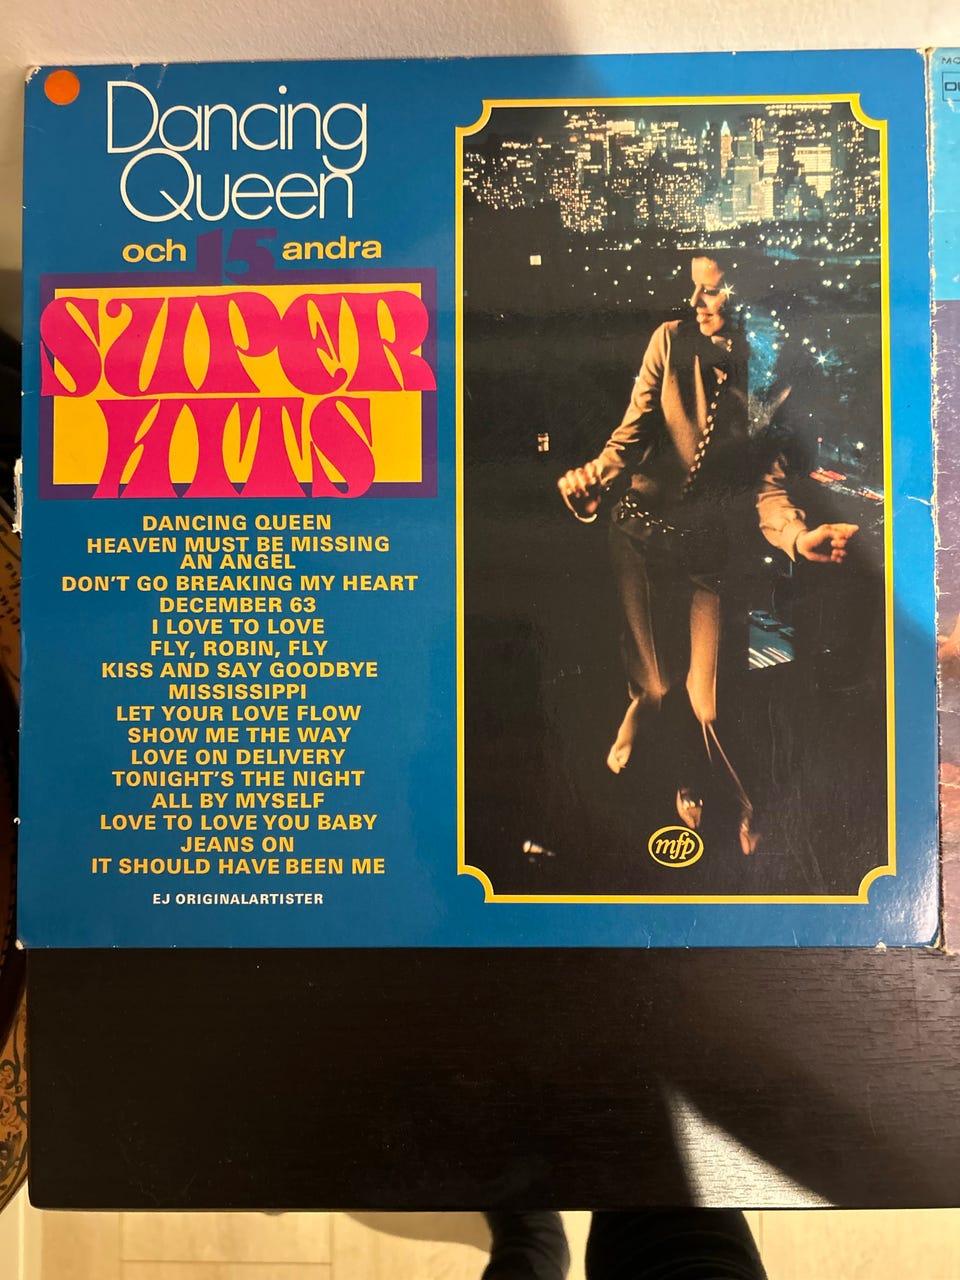 Dancing
Queen
och 15 andra
SUPER
HITS
DANCING QUEEN
HEAVEN MUST BE MISSING
AN ANGEL
DON'T GO BREAKING MY HEART
DECEMBER 63
I LOVE TO LOVE
FLY, ROBIN, FLY
KISS AND SAY GOODBYE
MISSISSIPPI
LET YOUR LOVE FLOW
SHOW ME THE WAY
LOVE ON DELIVERY
TONIGHT'S THE NIGHT
ALL BY MYSELF
LOVE TO LOVE YOU BABY
JEANS ON
IT SHOULD HAVE BEEN ME
EJ ORIGINALARTISTER
mfp